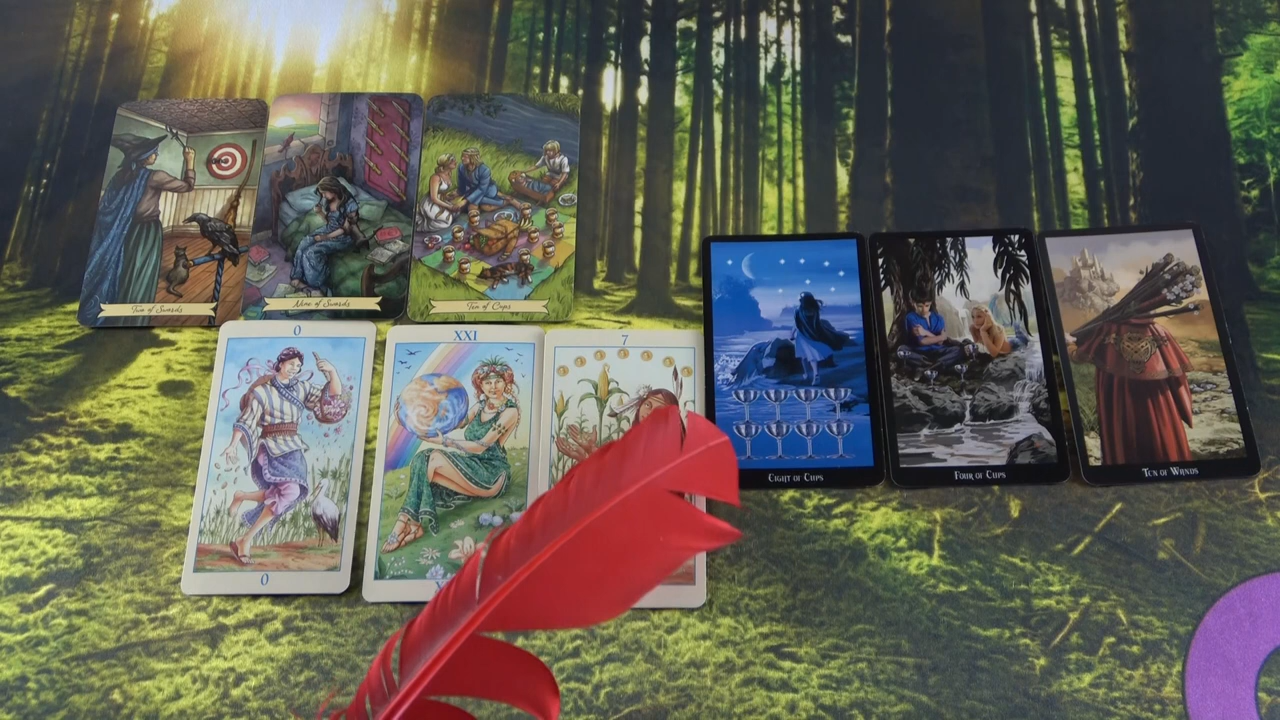 Two of Swords
Nine of Swords
Ten of Cups
0
XXI
7
Eight of Cups
Four of Cups
Ten of Wands
0